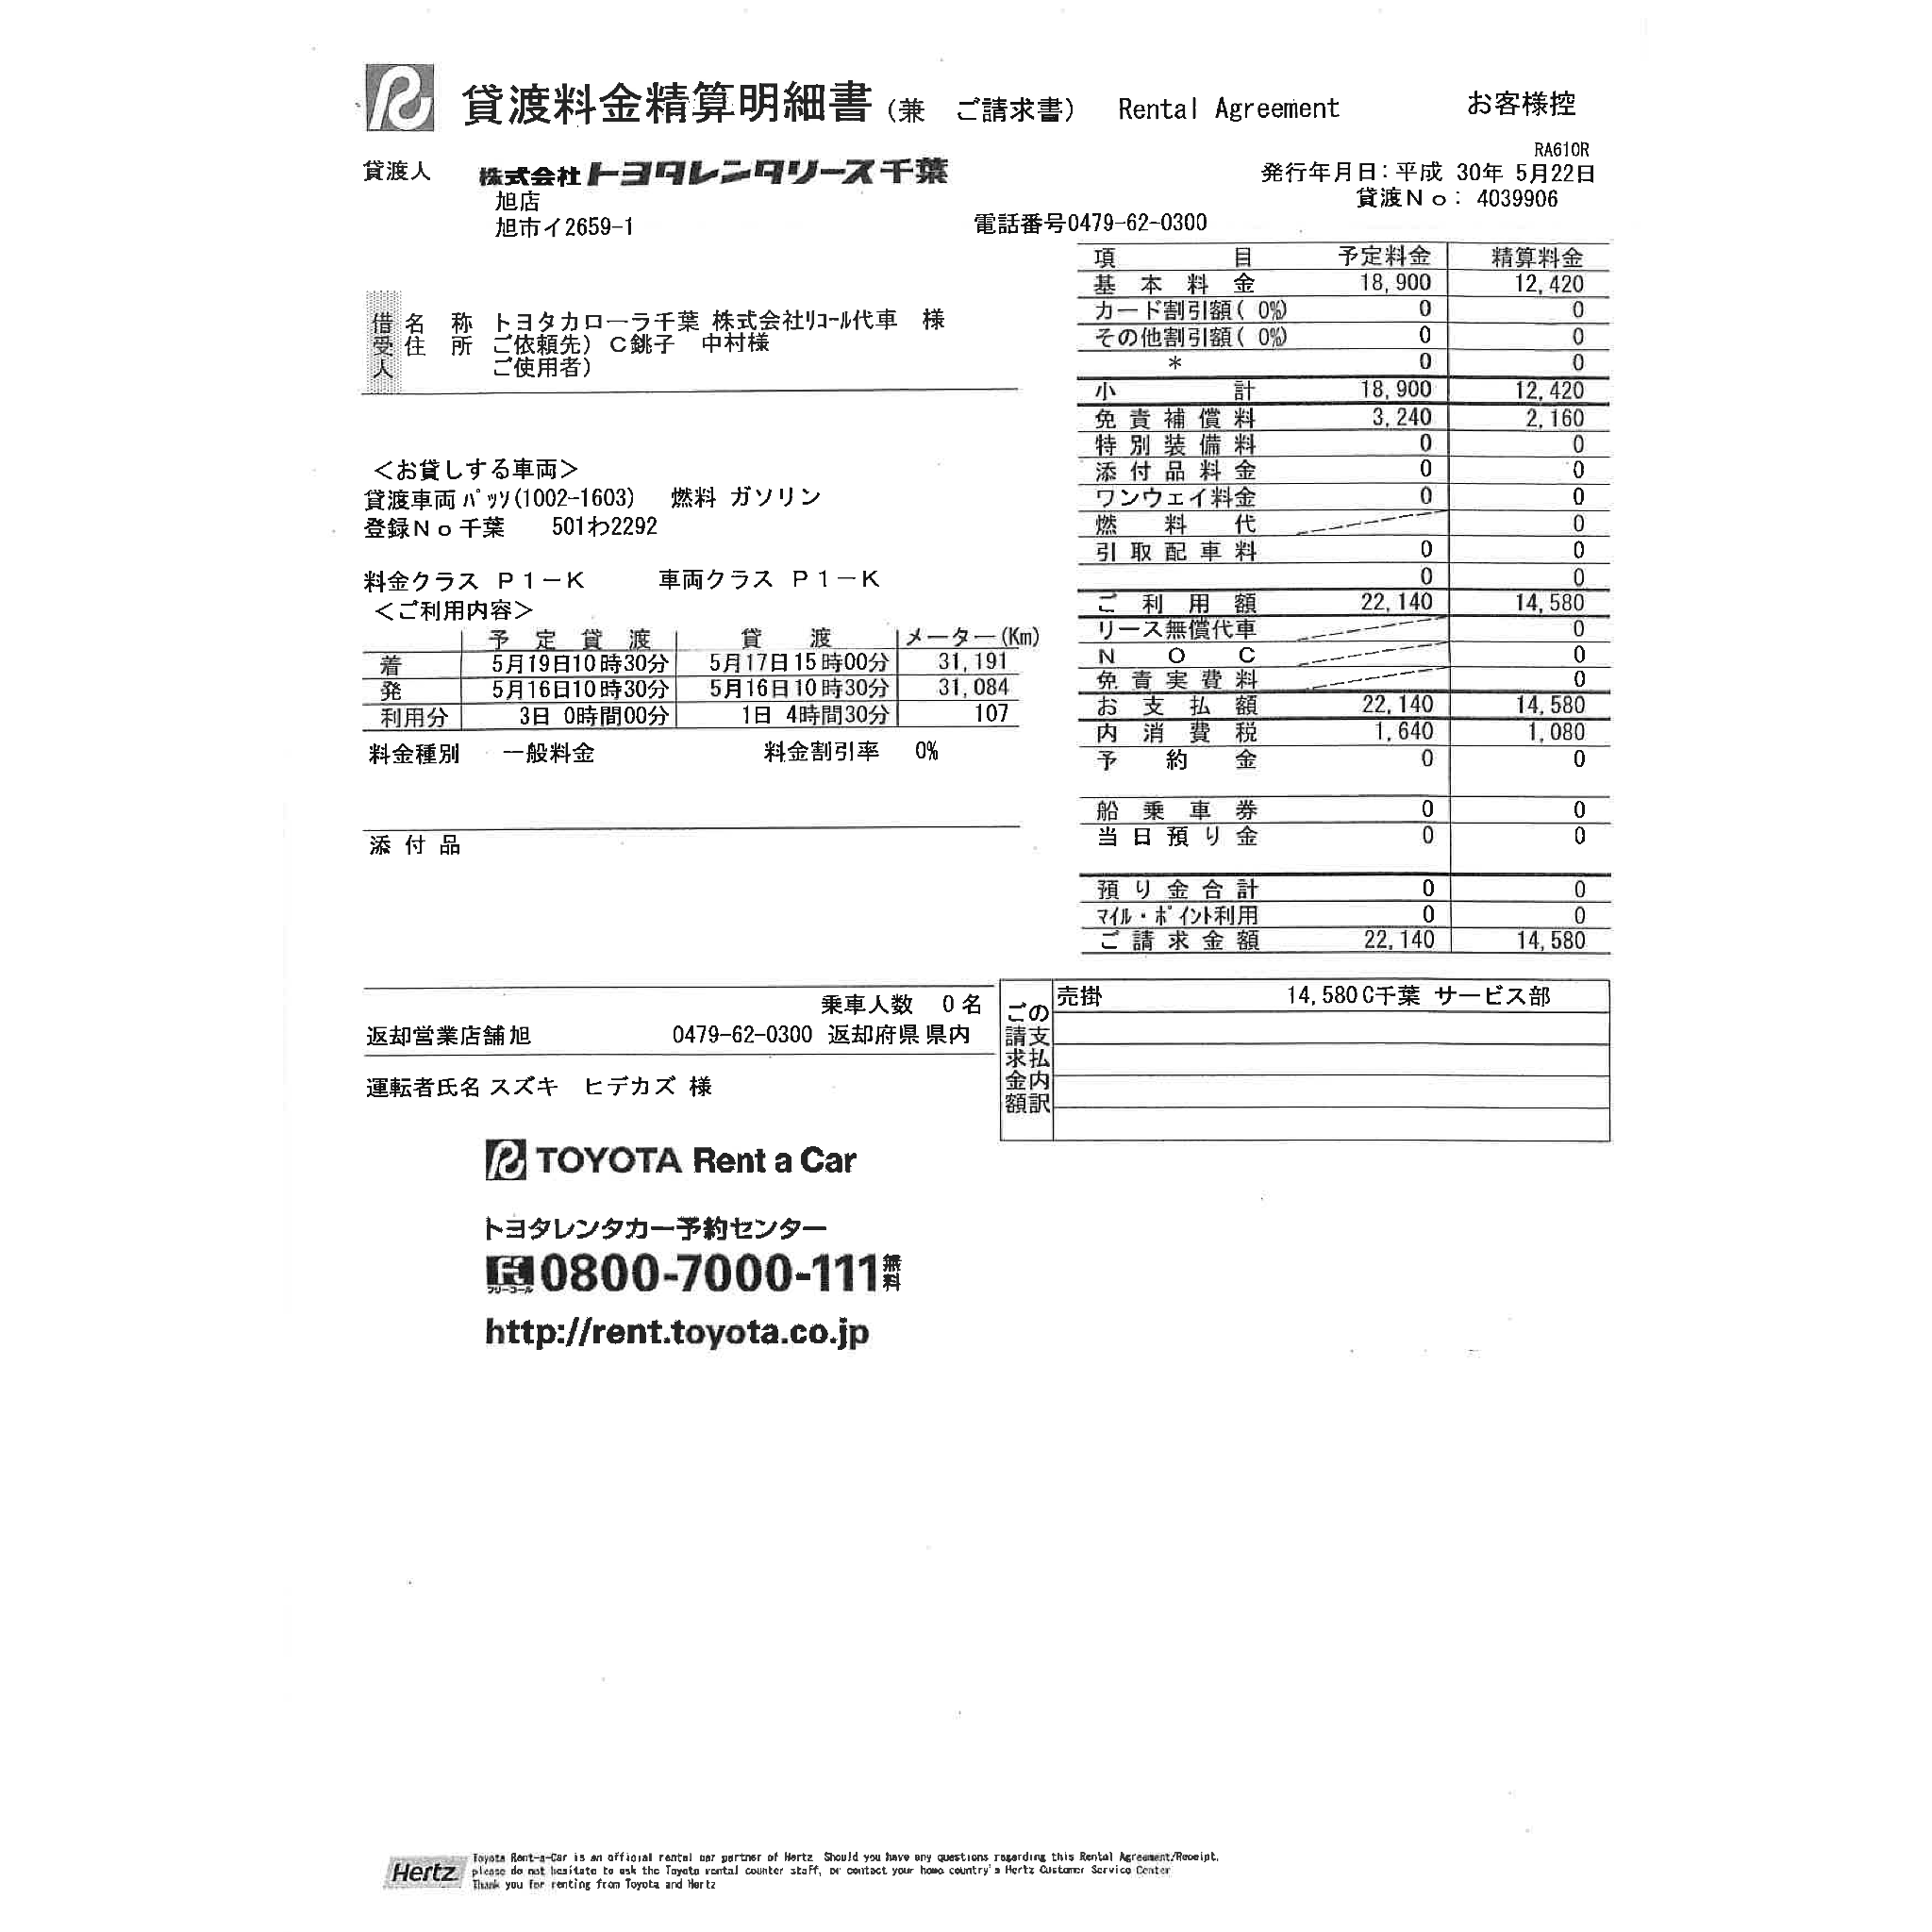 貸渡料金精算明細書(兼 ご請求書) Rental Agreement お客様控
RA610R
貸渡人 株式会社トヨタレンタリース千葉 発行年月日:平成 30年 5月22日
旭店 貸渡No: 4039906
旭市イ2659-1 電話番号0479-62-0300
項目 予定料金 精算料金
基本料金 18,900 12,420
カード割引額( 0%) 0 0
その他割引額( 0%) 0 0
* 0 0
小計 18,900 12,420
免責補償料 3,240 2,160
特別装備料 0 0
添付品料金 0 0
ワンウェイ料金 0 0
燃料代 0
引取配車料 0 0
0 0
ご利用額 22,140 14,580
リース無償代車 0
NOC 0
免責実費料 0
お支払額 22,140 14,580
内消費税 1,640 1,080
予約金 0 0
船乗車券 0 0
当日預り金 0 0
預り金合計 0 0
マイル・ポイント利用 0 0
ご請求金額 22,140 14,580
借受人
名称 トヨタカローラ千葉 株式会社リコール代車 様
住所 ご依頼先) C銚子 中村様
ご使用者)
<お貸しする車両>
貸渡車両 パッソ(1002-1603) 燃料 ガソリン
登録No千葉 501わ2292
料金クラス P1-K 車両クラス P1-K
<ご利用内容>
予定貸渡 貸渡 メーター(Km)
着 5月19日10時30分 5月17日15時00分 31,191
発 5月16日10時30分 5月16日10時30分 31,084
利用分 3日 0時間00分 1日 4時間30分 107
料金種別 一般料金 料金割引率 0%
添付品
乗車人数 0名
返却営業店舗旭 0479-62-0300 返却府県 県内
運転者氏名 スズキ ヒデカズ 様
ご請求金額
の支払内訳
売掛 14,580 C千葉 サービス部
TOYOTA Rent a Car
トヨタレンタカー予約センター
フリーコール 0800-7000-111 無料
http://rent.toyota.co.jp
Hertz
Toyota Rent-a-Car is an official rental car partner of Hertz Should you have any questions regarding this Rental Agreement/Receipt,
please do not hesitate to ask the Toyota rental counter staff, or contact your home country's Hertz Customer Service Center
Thank you for renting from Toyota and Hertz